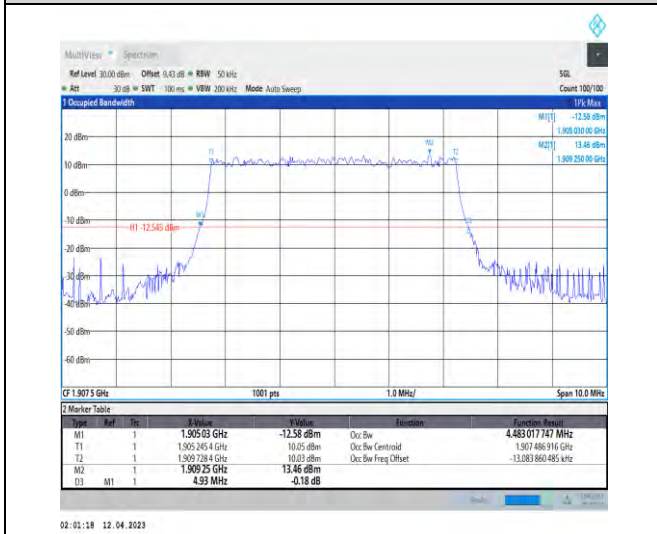 MultiView Spectrum
Ref Level 30.00 dBm Offset 0.43 dB RBW 50 kHz SGL
Att 30 dB SWT 100 ms VBW 200 kHz Mode Auto Sweep Count 100/100
1 Occupied Bandwidth 1Pk Max
M1[1] -12.58 dBm
1.905 030 00 GHz
M2[1] 13.46 dBm
1.909 250 00 GHz
20 dBm
T1 M2 T2
10 dBm
0 dBm
M1 D3
-10 dBm
H1 -12.545 dBm
-20 dBm
-30 dBm
-40 dBm
-50 dBm
-60 dBm
CF 1.907 5 GHz 1001 pts 1.0 MHz/ Span 10.0 MHz
2 Marker Table
Type Ref Trc X-Value Y-Value Function Function Result
M1 1 1.905 03 GHz -12.58 dBm Occ Bw 4.483 017 747 MHz
T1 1 1.905 245 4 GHz 10.05 dBm Occ Bw Centroid 1.907 486 916 GHz
T2 1 1.909 728 4 GHz 10.03 dBm Occ Bw Freq Offset -13.083 860 485 kHz
M2 1 1.909 25 GHz 13.46 dBm
D3 M1 1 4.93 MHz -0.18 dB
02:01:18 12.04.2023